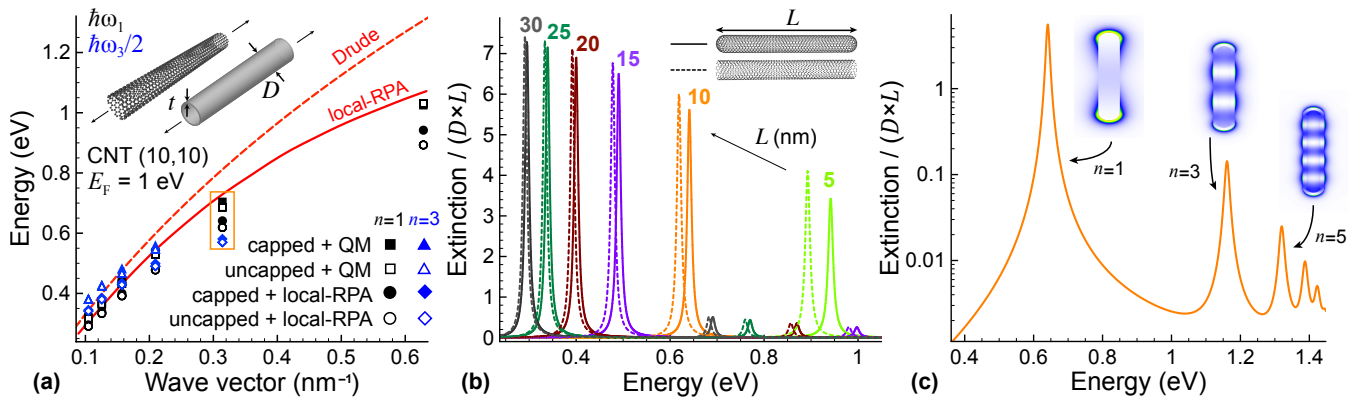 ħω₁
ħω₃/2
t
D
Drude
local-RPA
CNT (10,10)
E_F = 1 eV
n=1 n=3
capped + QM
uncapped + QM
capped + local-RPA
uncapped + local-RPA
Energy (eV)
1.2
1
0.8
0.6
0.4
0.1 0.2 0.3 0.4 0.5 0.6
(a) Wave vector (nm⁻¹)
Extinction / (D×L)
7
6
5
4
3
2
1
0
30
25
20
15
10
5
L
L (nm)
0.4 0.6 0.8 1
(b) Energy (eV)
Extinction / (D×L)
1
0.1
0.01
n=1
n=3
n=5
0.4 0.6 0.8 1 1.2 1.4
(c) Energy (eV)